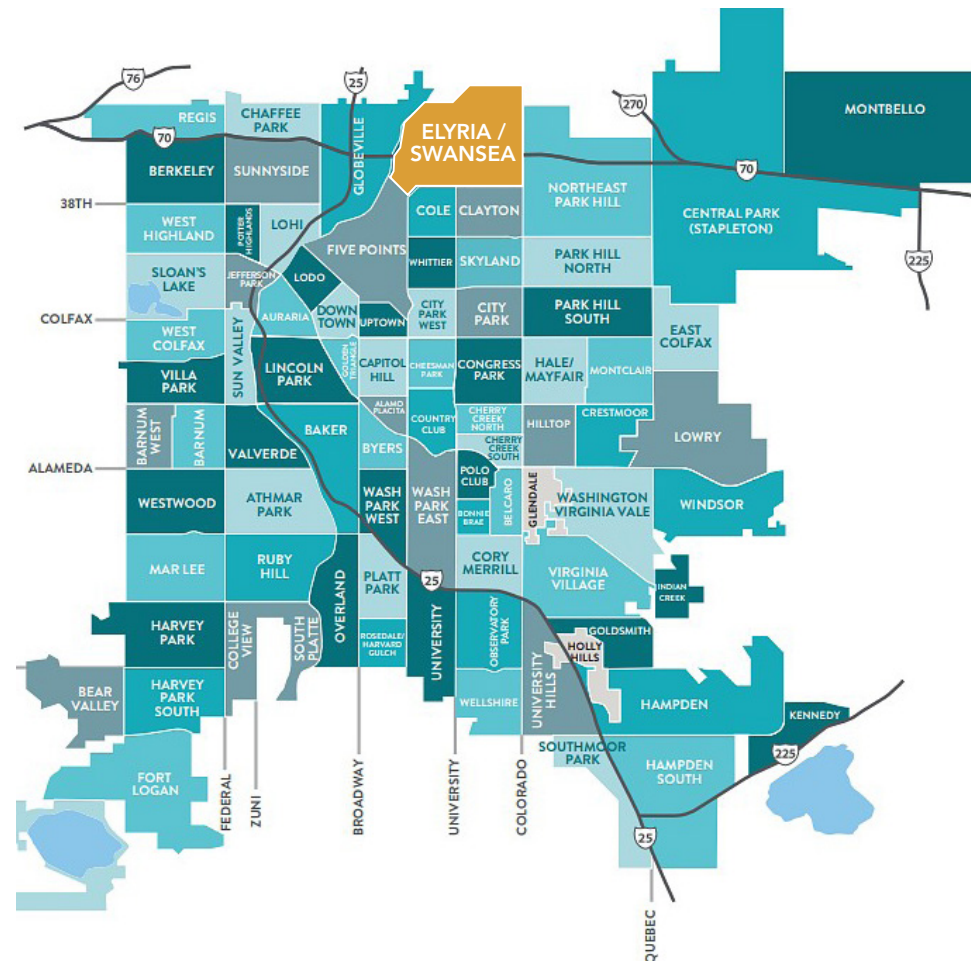 76
25
270
REGIS
CHAFFEE
PARK
GLOBEVILLE
ELYRIA /
SWANSEA
MONTBELLO
70
70
BERKELEY
SUNNYSIDE
NORTHEAST
PARK HILL
38TH
WEST
HIGHLAND
POTTER
HIGHLANDS
LOHI
COLE
CLAYTON
CENTRAL PARK
(STAPLETON)
225
FIVE POINTS
WHITTIER
SKYLAND
PARK HILL
NORTH
SLOAN'S
LAKE
JEFFERSON
PARK
LODO
COLFAX
AURARIA
DOWN
TOWN
UPTOWN
CITY
PARK
WEST
CITY
PARK
PARK HILL
SOUTH
EAST
COLFAX
WEST
COLFAX
SUN VALLEY
LINCOLN
PARK
GOLDEN
TRIANGLE
CAPITOL
HILL
CHEESMAN
PARK
CONGRESS
PARK
HALE/
MAYFAIR
MONTCLAIR
VILLA
PARK
ALAMO
PLACITA
BARNUM
WEST
BARNUM
VALVERDE
BAKER
BYERS
COUNTRY
CLUB
CHERRY
CREEK
NORTH
CHERRY
CREEK
SOUTH
HILLTOP
CRESTMOOR
LOWRY
ALAMEDA
WESTWOOD
ATHMAR
PARK
WASH
PARK
WEST
WASH
PARK
EAST
POLO
CLUB
BONNIE
BRAE
BELCARO
GLENDALE
WASHINGTON
VIRGINIA VALE
WINDSOR
MAR LEE
RUBY
HILL
OVERLAND
PLATT
PARK
25
CORY
MERRILL
VIRGINIA
VILLAGE
INDIAN
CREEK
HARVEY
PARK
COLLEGE
VIEW
SOUTH
PLATTE
ROSEDALE/
HARVARD
GULCH
UNIVERSITY
OBSERVATORY
PARK
UNIVERSITY
HILLS
GOLDSMITH
HOLLY
HILLS
BEAR
VALLEY
HARVEY
PARK
SOUTH
WELLSHIRE
HAMPDEN
KENNEDY
225
SOUTHMOOR
PARK
HAMPDEN
SOUTH
FORT
LOGAN
FEDERAL
ZUNI
BROADWAY
UNIVERSITY
COLORADO
25
QUEBEC